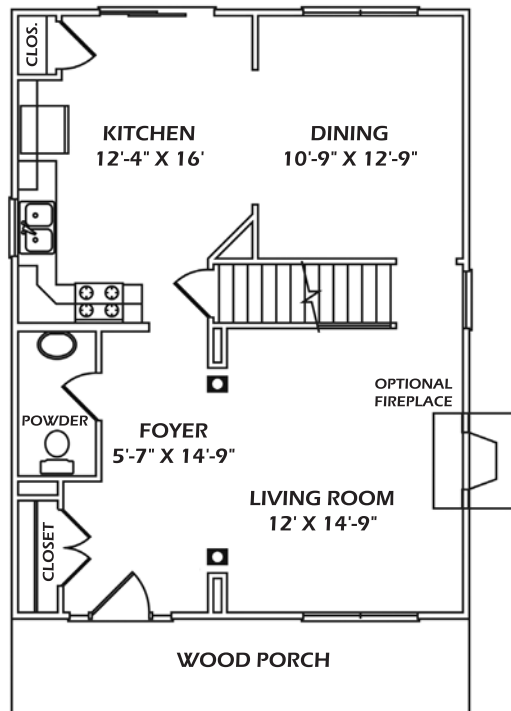 CLOS.
KITCHEN
12'-4" X 16'
DINING
10'-9" X 12'-9"
OPTIONAL
FIREPLACE
POWDER
FOYER
5'-7" X 14'-9"
LIVING ROOM
12' X 14'-9"
CLOSET
WOOD PORCH